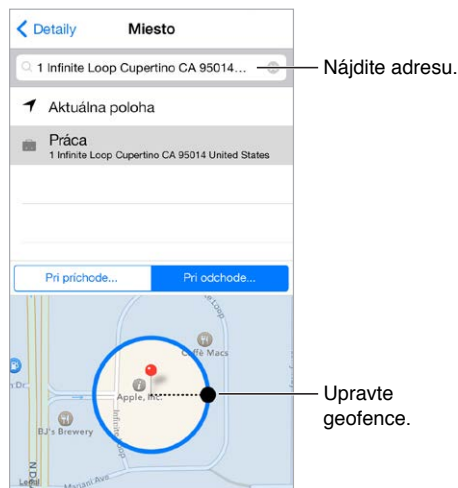 Detaily
Miesto
1 Infinite Loop Cupertino CA 95014...
Nájdite adresu.
Aktuálna poloha
Práca
1 Infinite Loop Cupertino CA 95014 United States
Pri príchode...
Pri odchode...
Loop
Caffè Macs
Dr
Apple, Inc.
Infinite Loop
BJ's Brewery
Upravte
geofence.
N D
Mariani Ave
Legal